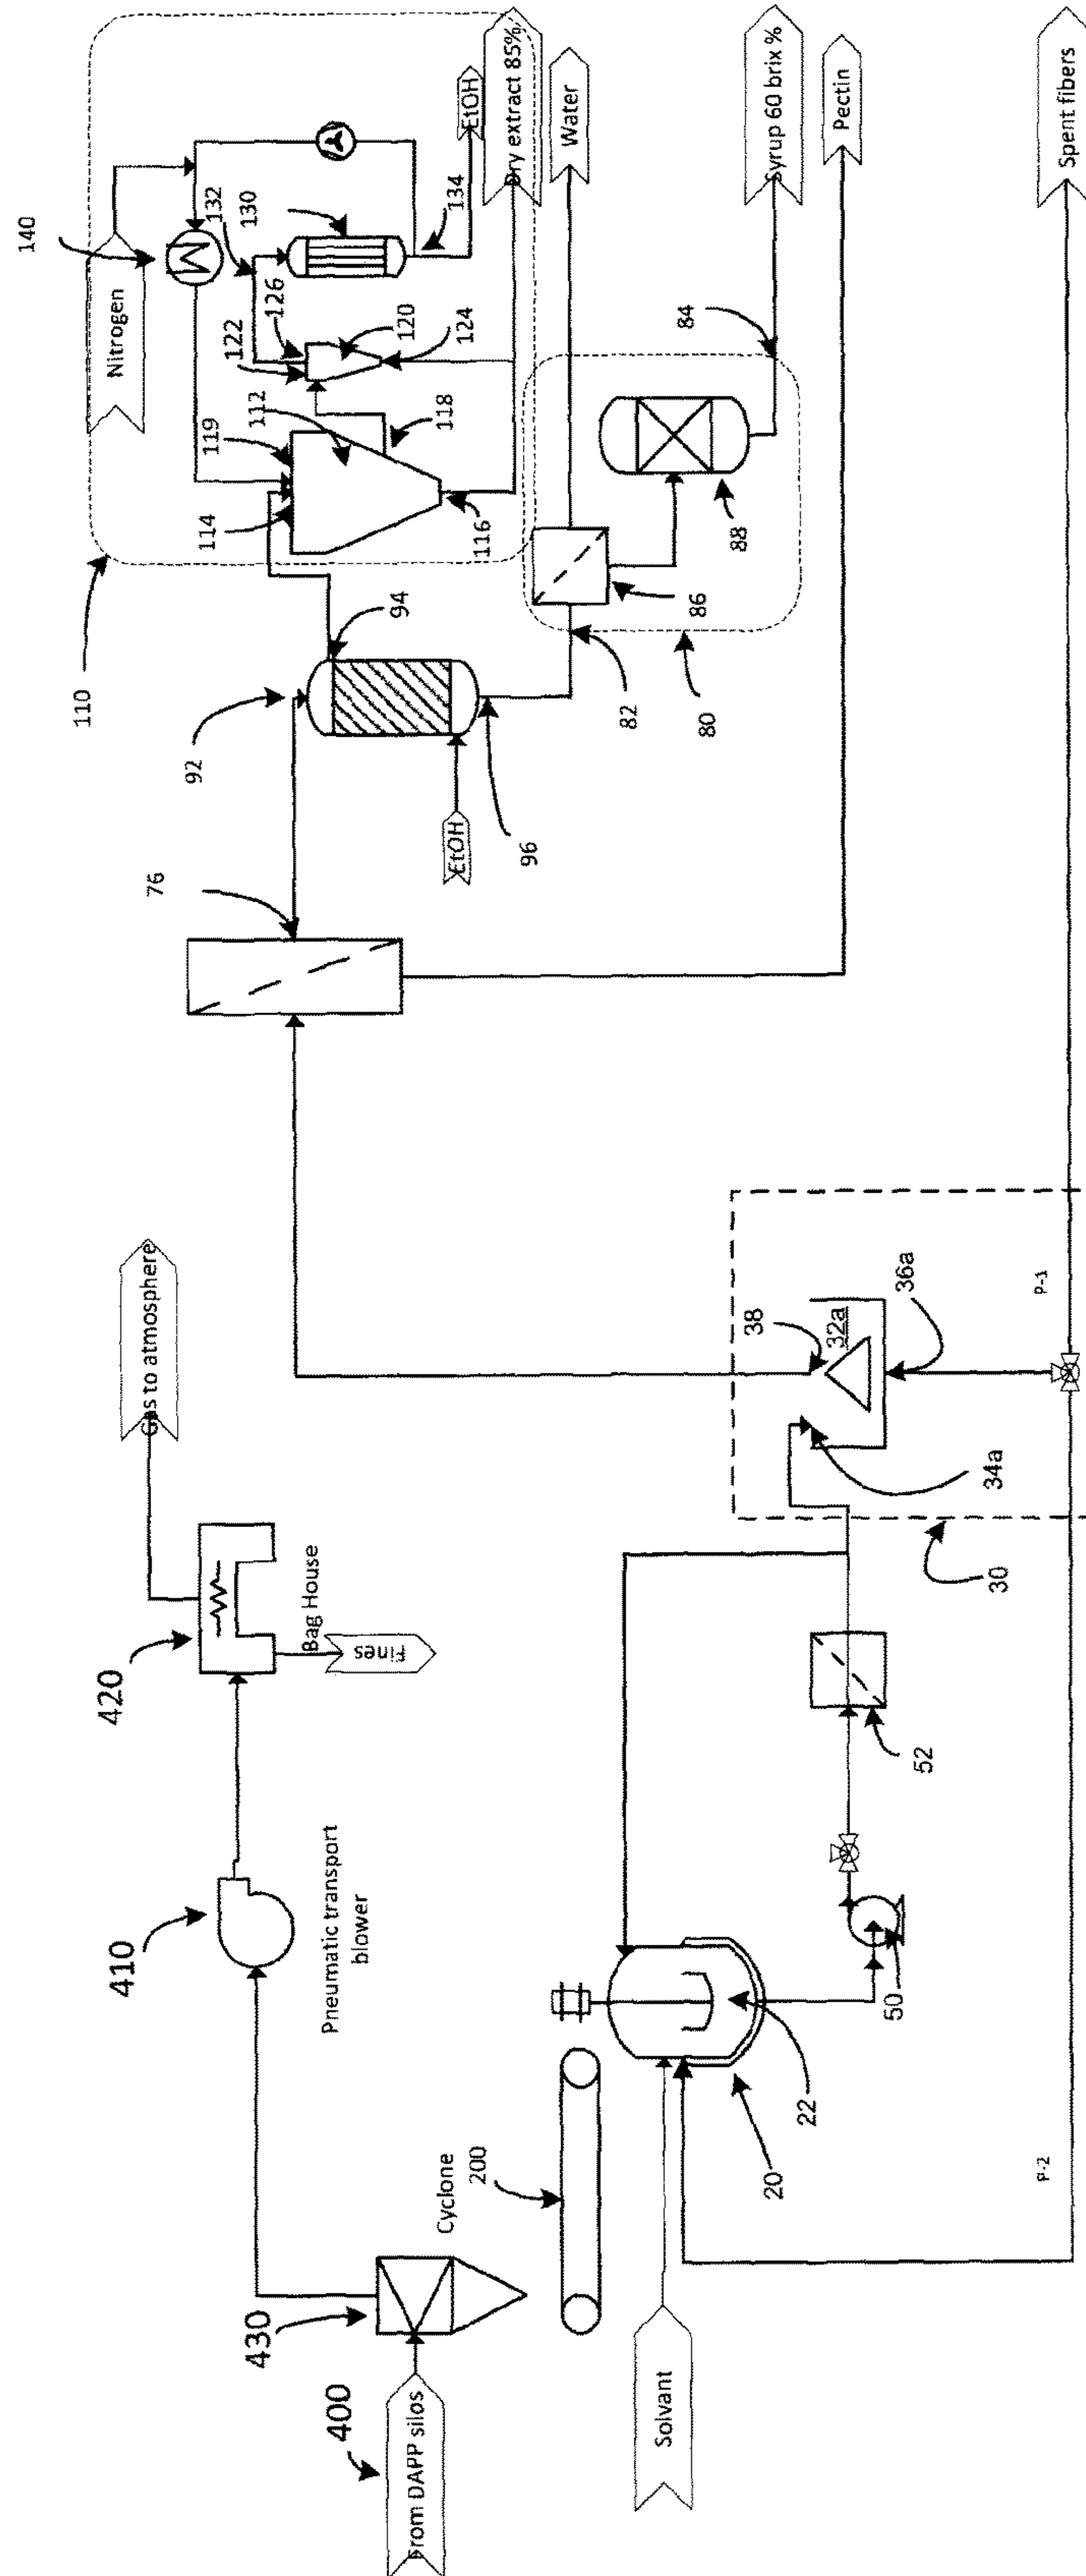 110
140
Nitrogen
132
130
126
122
120
124
119
112
114
118
116
134
EtOH
Dry extract 85%
Water
92
94
96
EtOH
82
86
88
80
84
Syrup 60 brix %
76
Pectin
Spent fibers
Gas to atmosphere
420
Bag House
Fines
410
Pneumatic transport
blower
430
Cyclone
400
From DAPP silos
200
Solvant
20
22
50
52
30
38
32a
34a
36a
P-1
P-2